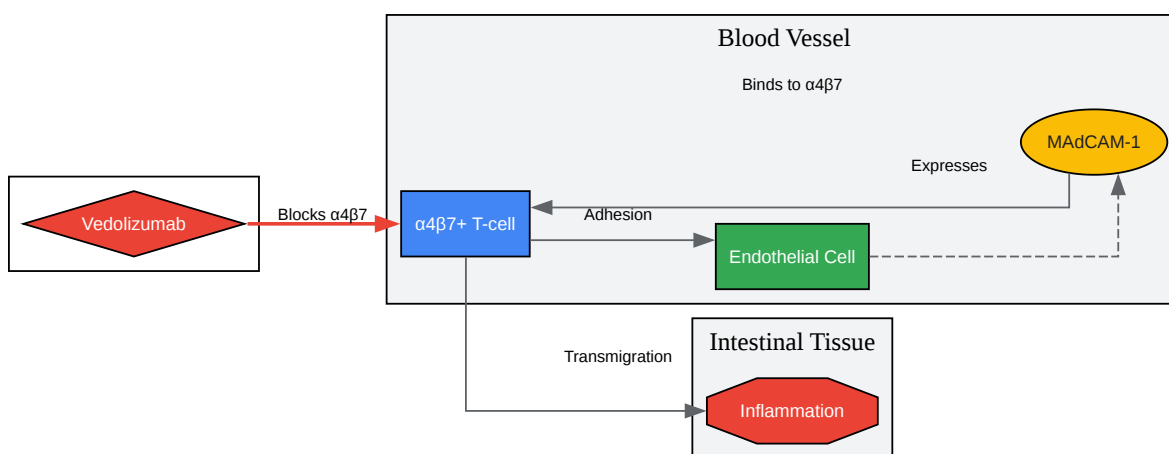 Blood Vessel
Binds to α4β7
MAdCAM-1
Expresses
Vedolizumab
Blocks α4β7
α4β7+ T-cell
Adhesion
Endothelial Cell
Intestinal Tissue
Transmigration
Inflammation